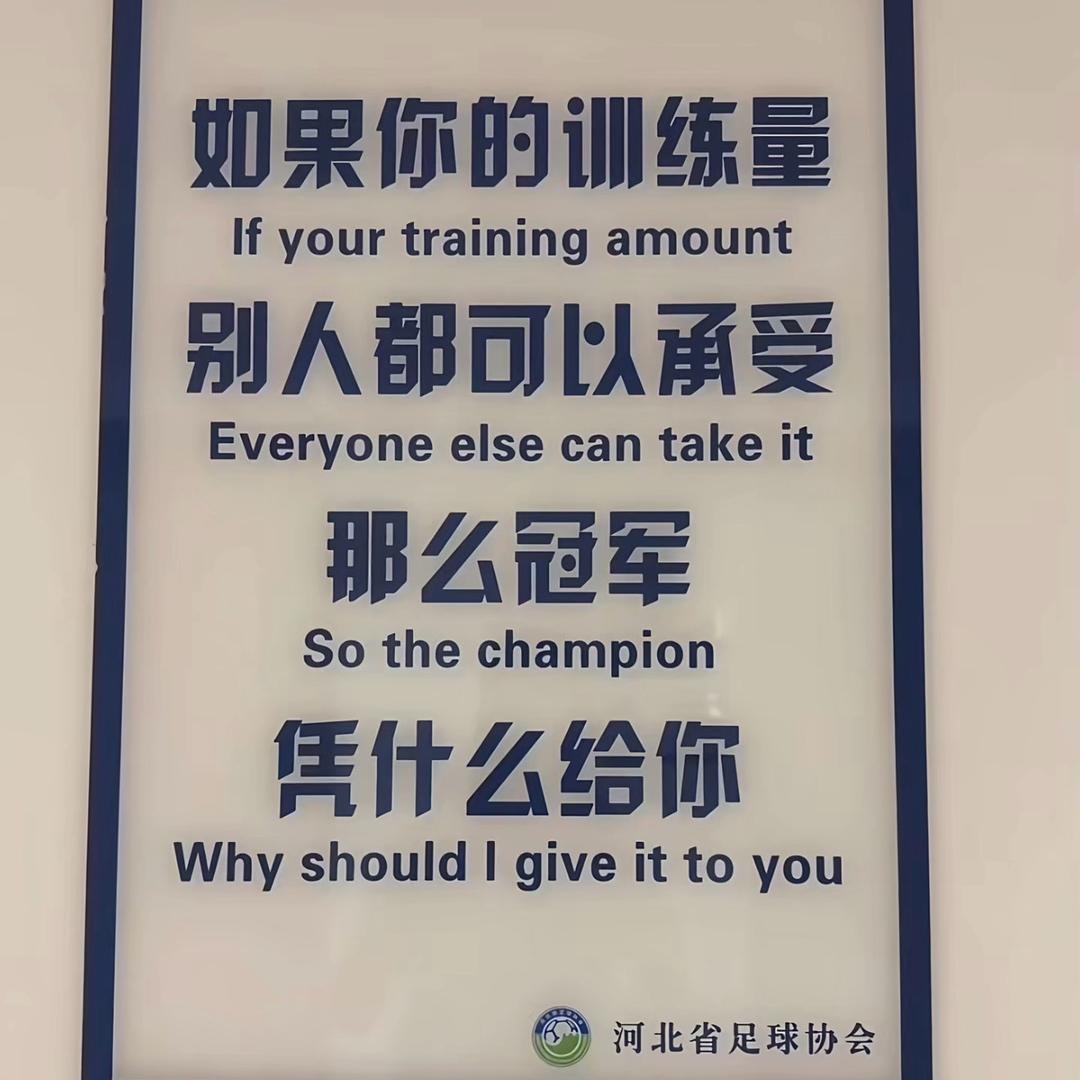 如果你的训练量
If your training amount
别人都可以承受
Everyone else can take it
那么冠军
So the champion
凭什么给你
Why should I give it to you
河北省足球协会